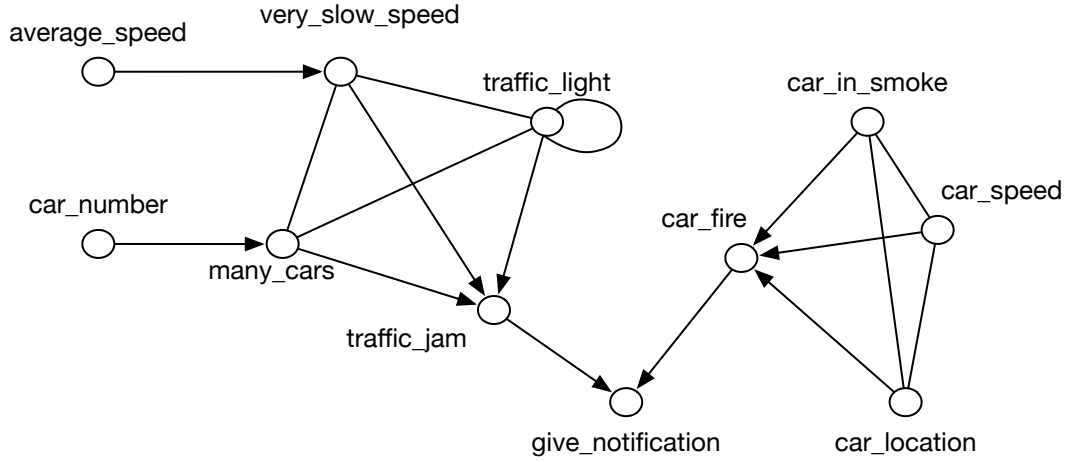 very_slow_speed
average_speed
traffic_light
car_in_smoke
car_speed
car_number
car_fire
many_cars
traffic_jam
give_notification
car_location